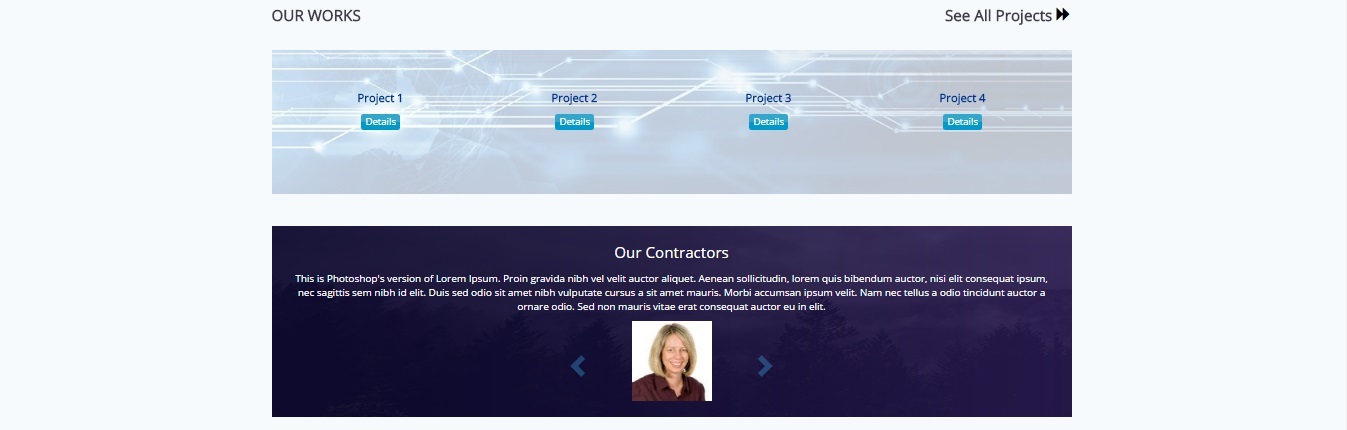 OUR WORKS
See All Projects
Project 1
Project 2
Project 3
Project 4
Details
Details
Details
Details
Our Contractors
This is Photoshop's version of Lorem Ipsum. Proin gravida nibh vel velit auctor aliquet. Aenean sollicitudin, lorem quis bibendum auctor, nisi elit consequat ipsum,
nec sagittis sem nibh id elit. Duis sed odio sit amet nibh vulputate cursus a sit amet mauris. Morbi accumsan ipsum velit. Nam nec tellus a odio tincidunt auctor a
ornare odio. Sed non mauris vitae erat consequat auctor eu in elit.